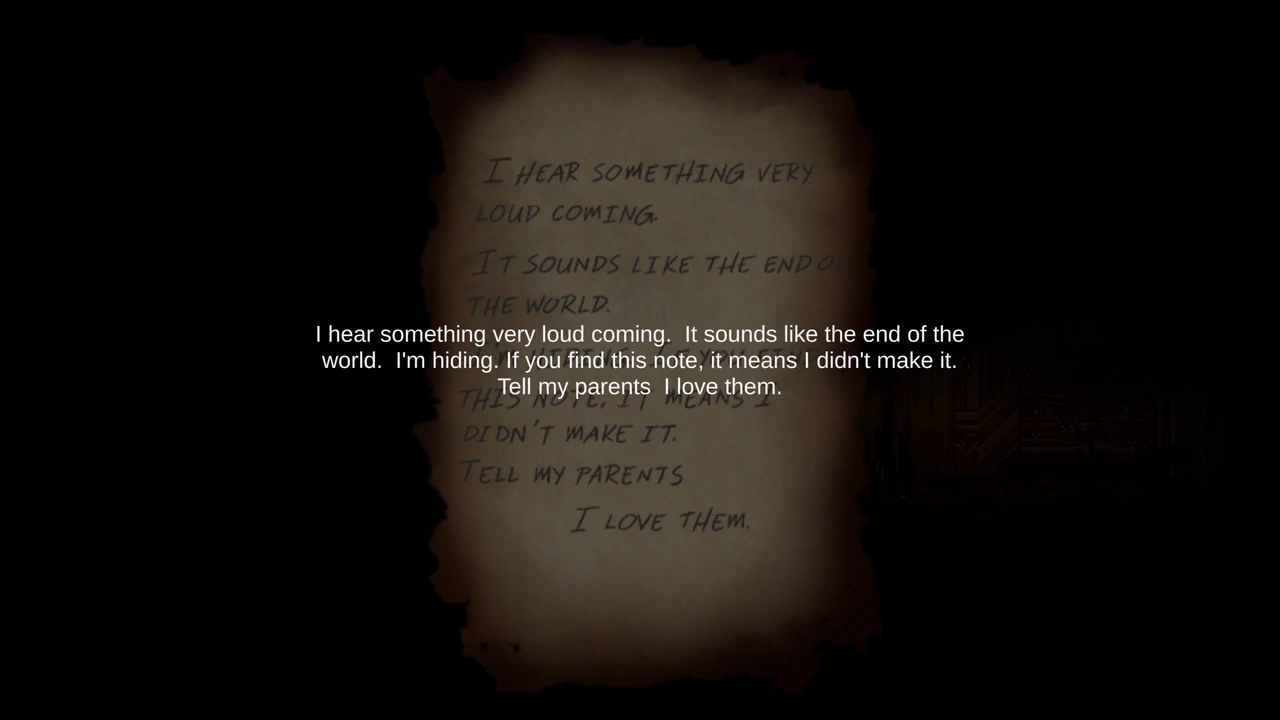 I HEAR SOMETHING VERY
LOUD COMING.
IT SOUNDS LIKE THE END OF
THE WORLD.
I hear something very loud coming.  It sounds like the end of the
world.  I'm hiding. If you find this note, it means I didn't make it.
Tell my parents  I love them.
THIS NOTE, IT MEANS I
DIDN'T MAKE IT.
TELL MY PARENTS
I LOVE THEM.